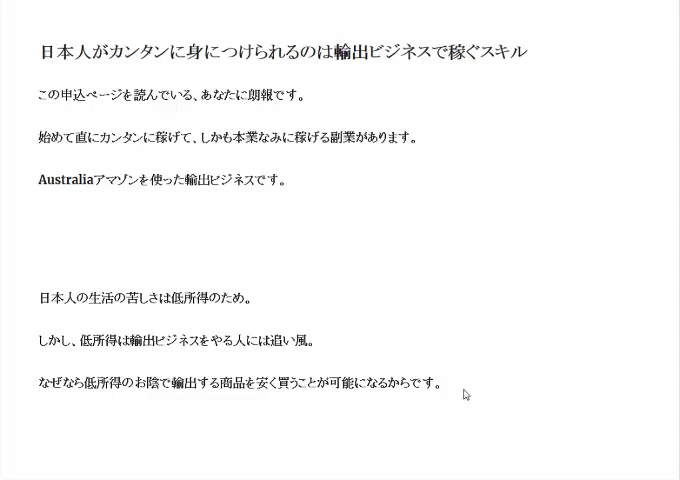 日本人がカンタンに身につけられるのは輸出ビジネスで稼ぐスキル
この申込ページを読んでいる、あなたに朗報です。
始めて直にカンタンに稼げて、しかも本業なみに稼げる副業があります。
Australiaアマゾンを使った輸出ビジネスです。
日本人の生活の苦しさは低所得のため。
しかし、低所得は輸出ビジネスをやる人には追い風。
なぜなら低所得のお陰で輸出する商品を安く買うことが可能になるからです。